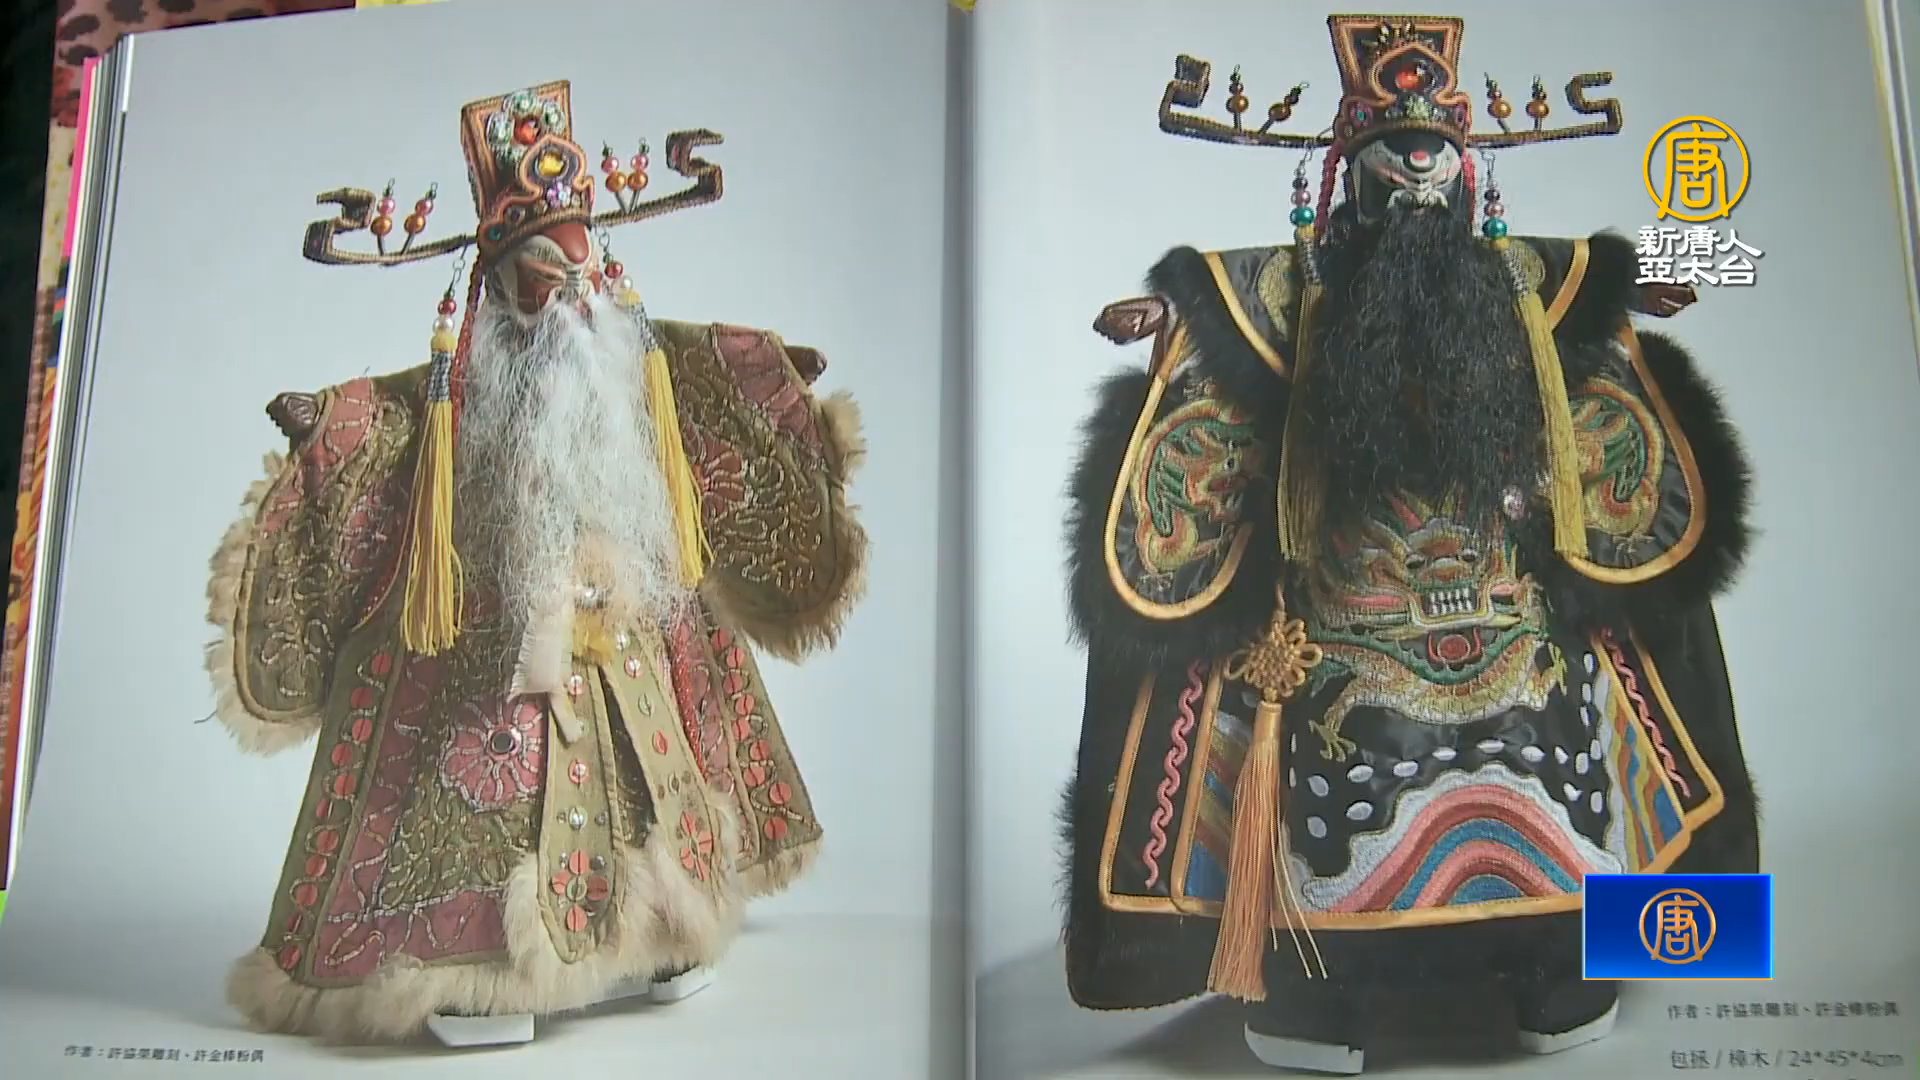 唐
新唐人
亞太台
唐
作者：許協榮雕刻、許金棒粉偶
作者：許協榮雕刻、許金棒粉偶
包拯 / 樟木 / 24*45*4cm